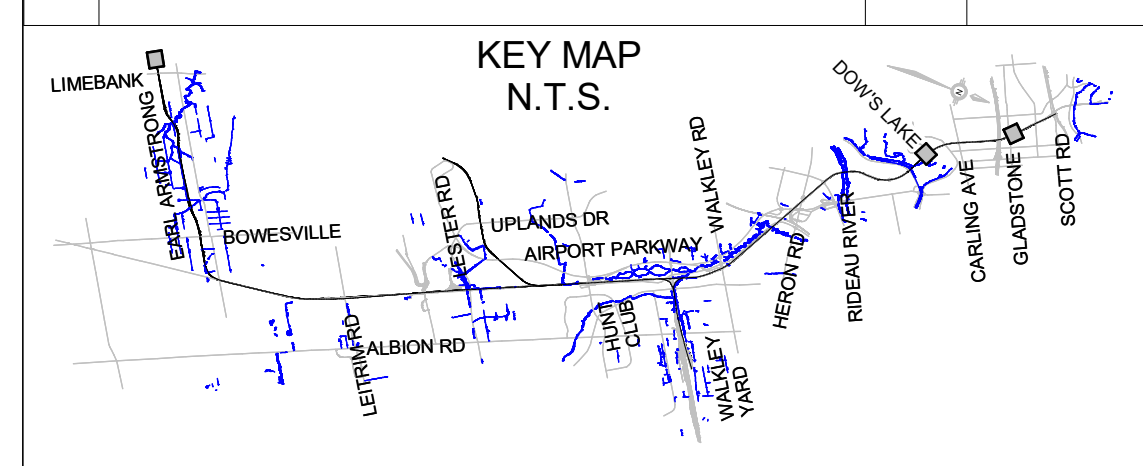 KEY MAP
N.T.S.
LIMEBANK
EARL ARMSTRONG
BOWESVILLE
LEITRIM RD
ALBION RD
LESTER RD
UPLANDS DR
AIRPORT PARKWAY
HUNT
CLUB
WALKLEY RD
WALKLEY
YARD
HERON RD
RIDEAU RIVER
DOW'S LAKE
N
CARLING AVE
GLADSTONE
SCOTT RD